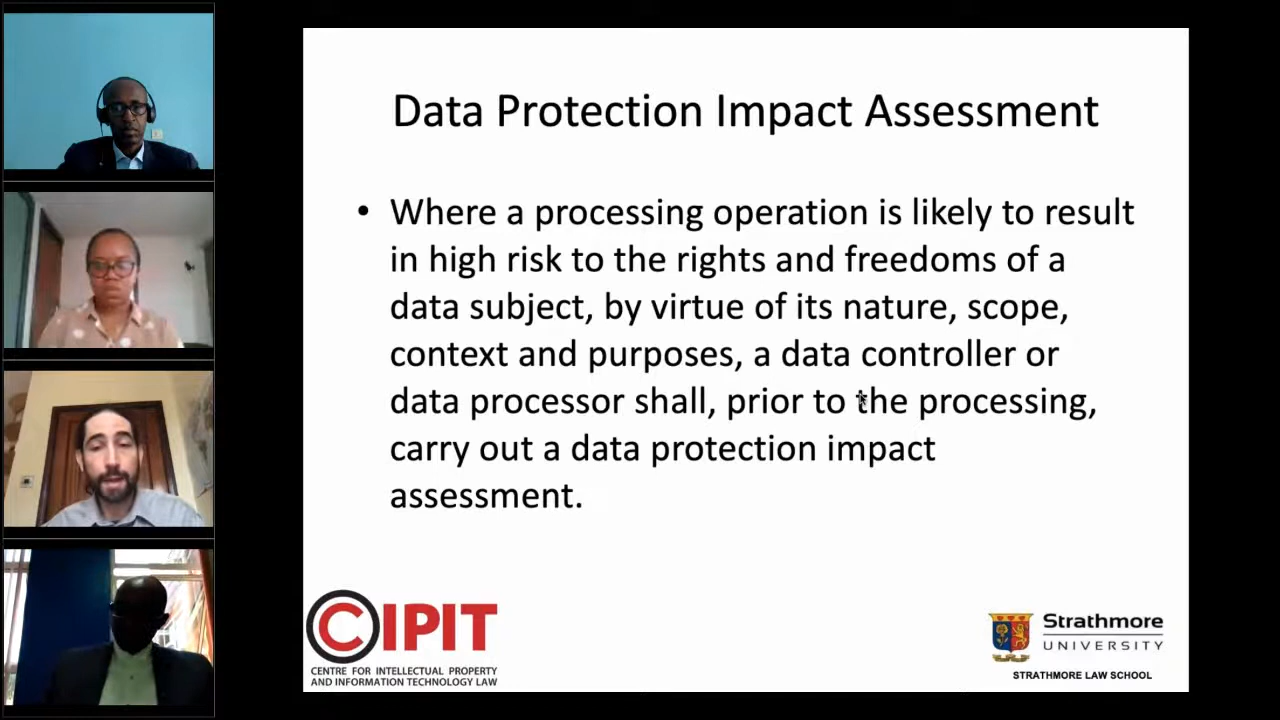 Data Protection Impact Assessment
• Where a processing operation is likely to result
in high risk to the rights and freedoms of a
data subject, by virtue of its nature, scope,
context and purposes, a data controller or
data processor shall, prior to the processing,
carry out a data protection impact
assessment.
CIPIT
CENTRE FOR INTELLECTUAL PROPERTY
AND INFORMATION TECHNOLOGY LAW
Strathmore
UNIVERSITY
STRATHMORE LAW SCHOOL